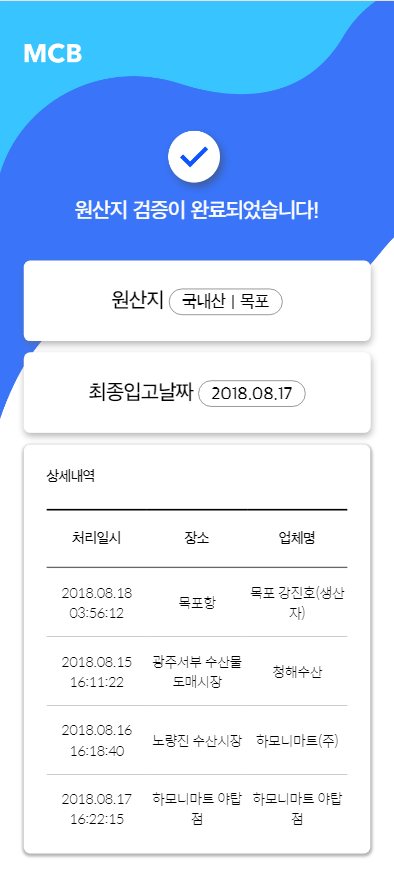 MCB
원산지 검증이 완료되었습니다!
원산지 국내산 | 목포
최종입고날짜 2018.08.17
상세내역
처리일시 장소 업체명
2018.08.18 03:56:12 목포항 목포 강진호(생산자)
2018.08.15 16:11:22 광주서부 수산물 도매시장 청해수산
2018.08.16 16:18:40 노량진 수산시장 하모니마트(주)
2018.08.17 16:22:15 하모니마트 야탑점 하모니마트 야탑점